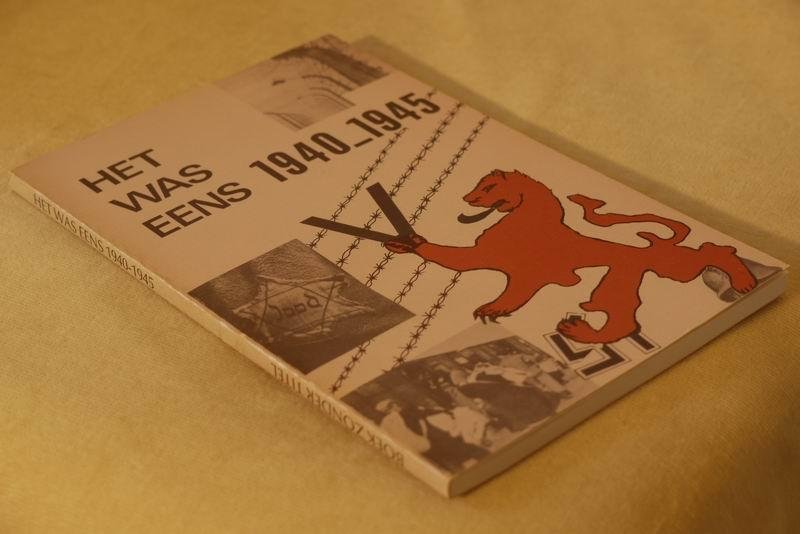 HET
WAS
EENS 1940_1945
Jood
HET WAS EENS 1940-1945
BOEK ZONDER TITEL